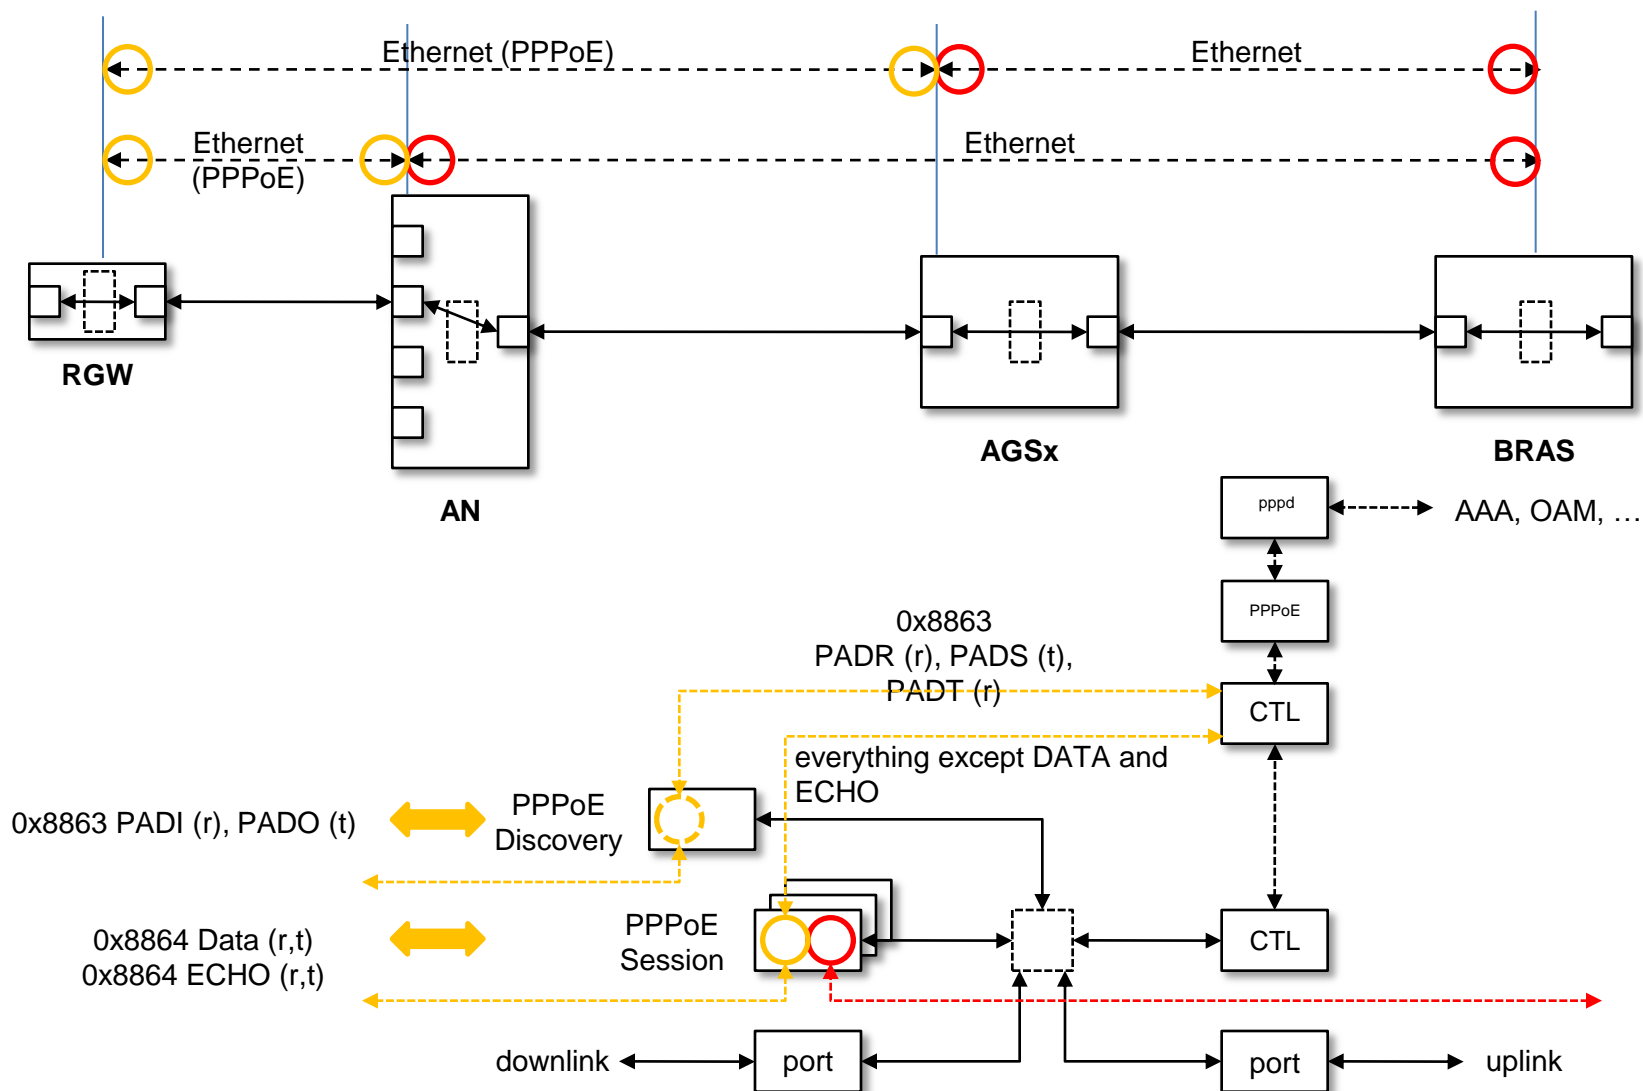 Ethernet (PPPoE)
Ethernet
Ethernet
(PPPoE)
Ethernet
RGW
AN
AGSx
BRAS
pppd
AAA, OAM, …
PPPoE
0x8863
PADR (r), PADS (t),
PADT (r)
CTL
everything except DATA and
ECHO
0x8863 PADI (r), PADO (t)
PPPoE
Discovery
0x8864 Data (r,t)
0x8864 ECHO (r,t)
PPPoE
Session
CTL
downlink
port
port
uplink